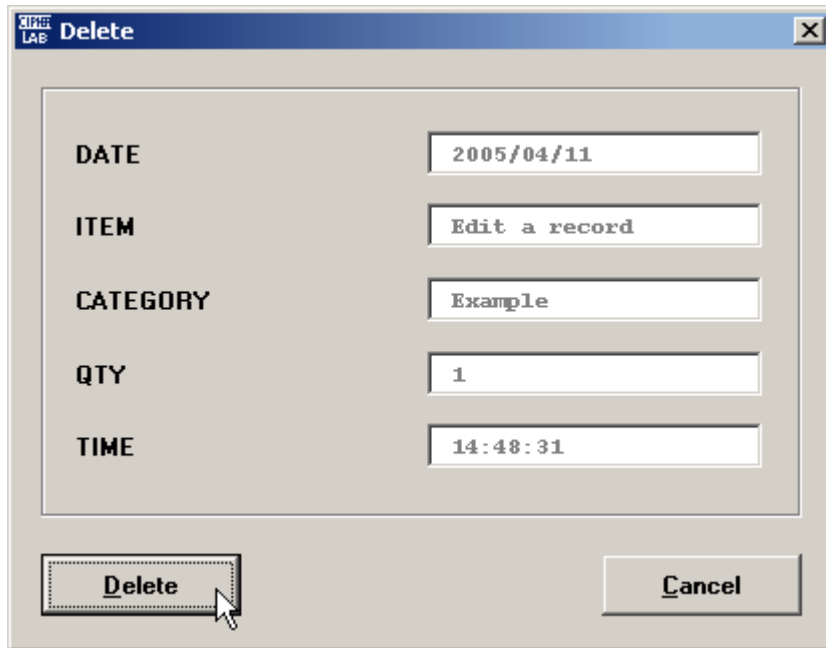 CIPHER
LAB
Delete
DATE 2005/04/11
ITEM Edit a record
CATEGORY Example
QTY 1
TIME 14:48:31
Delete Cancel